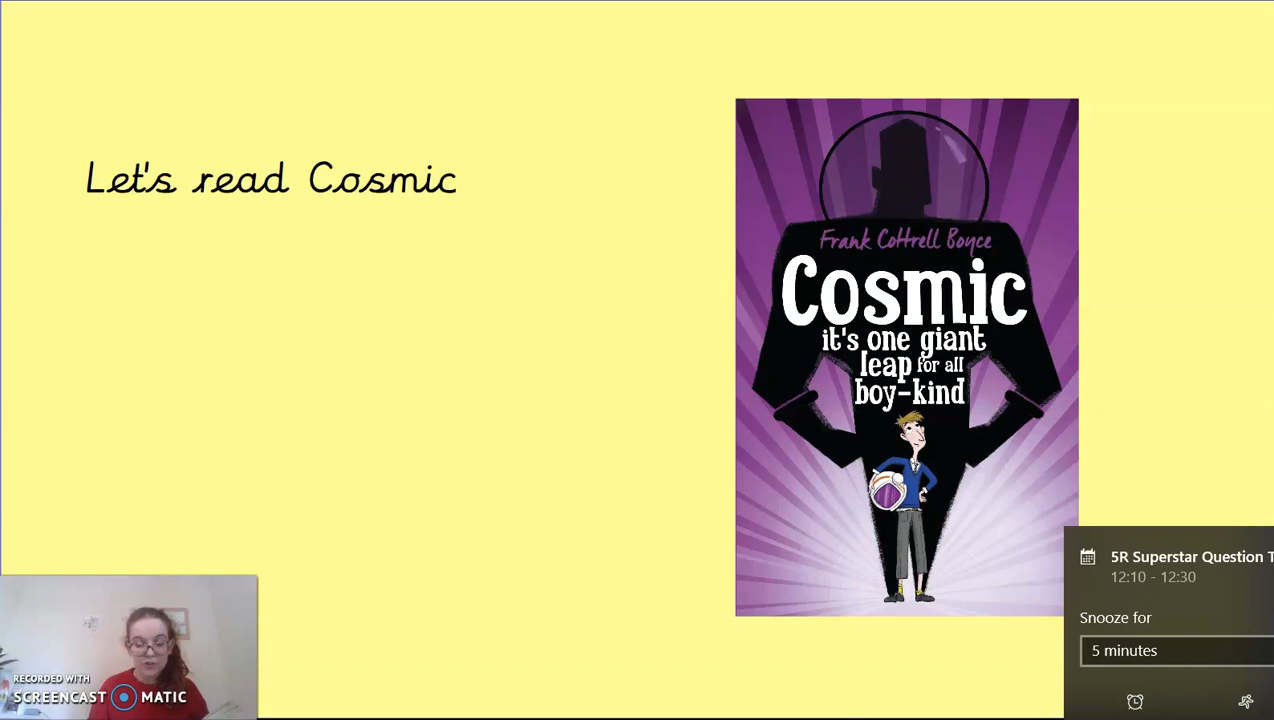 Let's read Cosmic
Frank Cottrell Boyce
Cosmic
it's one giant
leap for all
boy-kind
5R Superstar Question T
12:10 - 12:30
Snooze for
5 minutes
RECORDED WITH
SCREENCAST MATIC